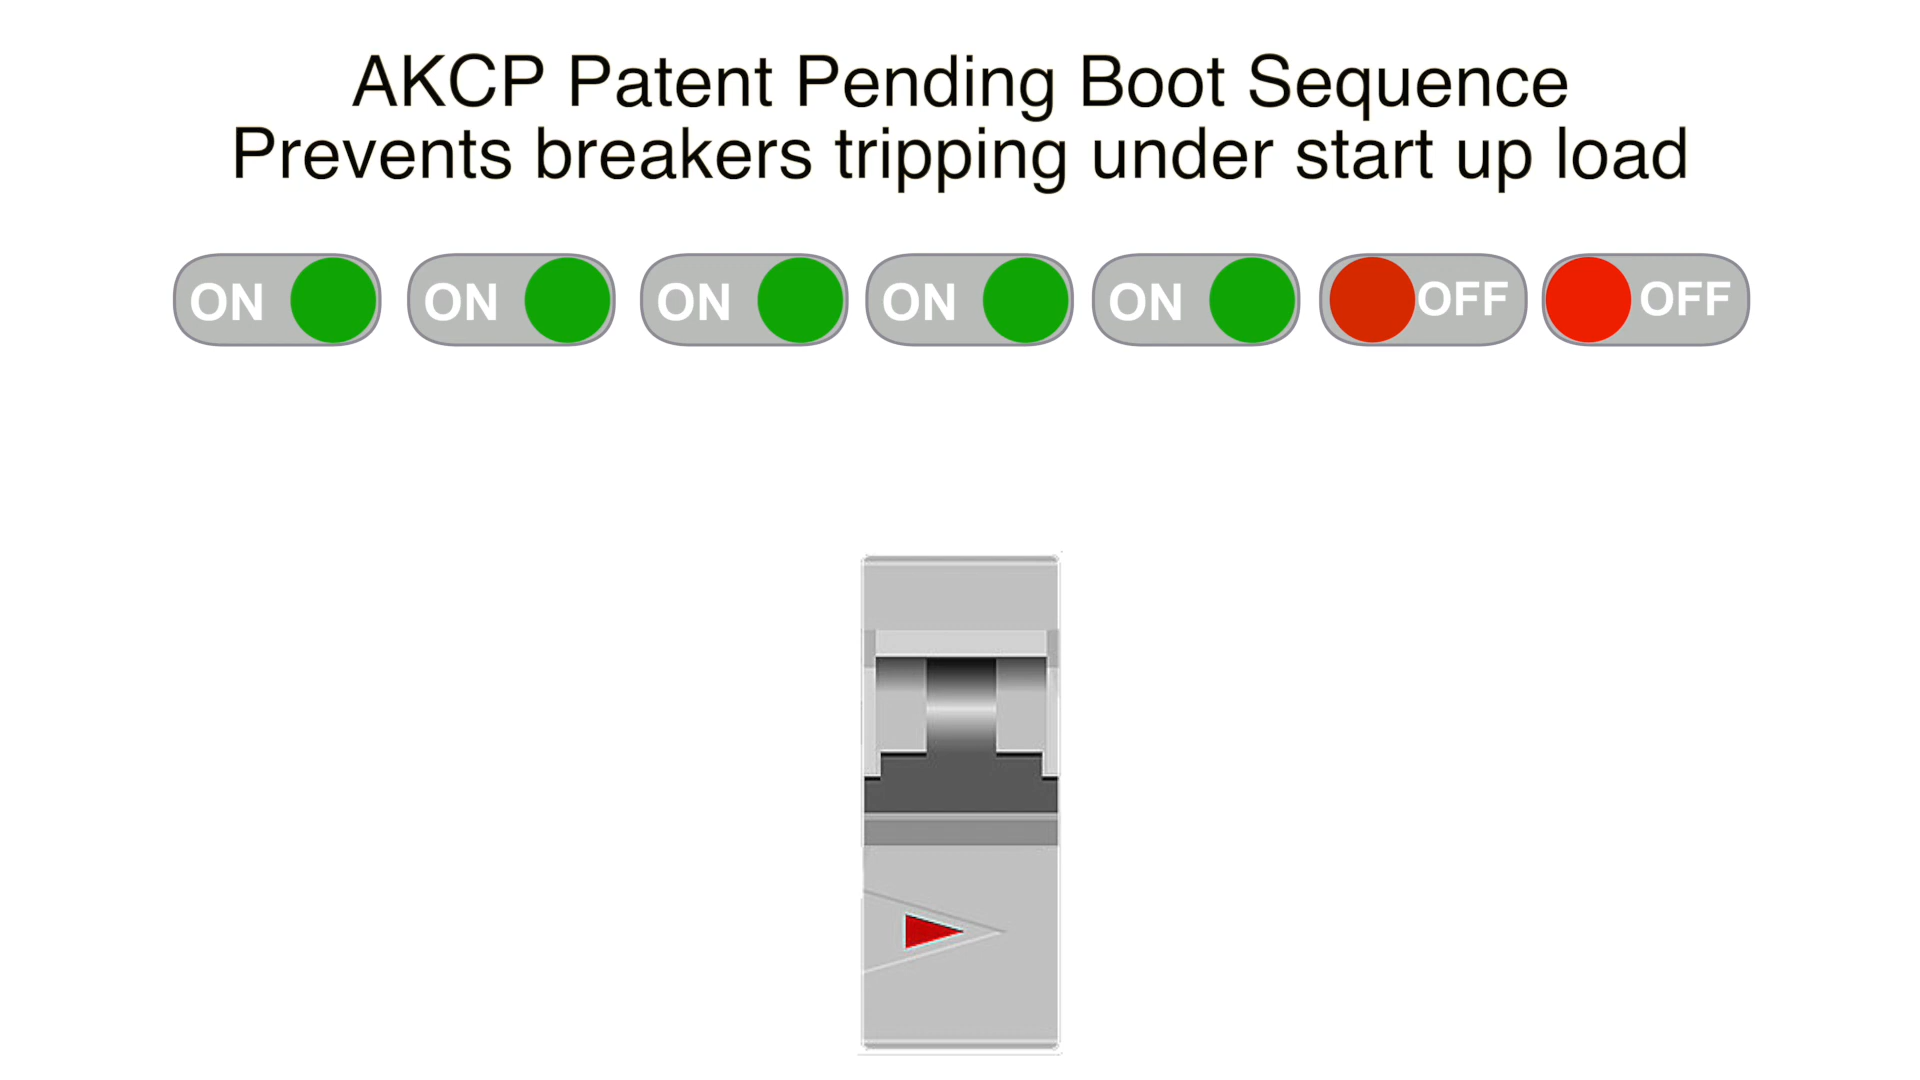 AKCP Patent Pending Boot Sequence
Prevents breakers tripping under start up load
ON ON ON ON ON OFF OFF